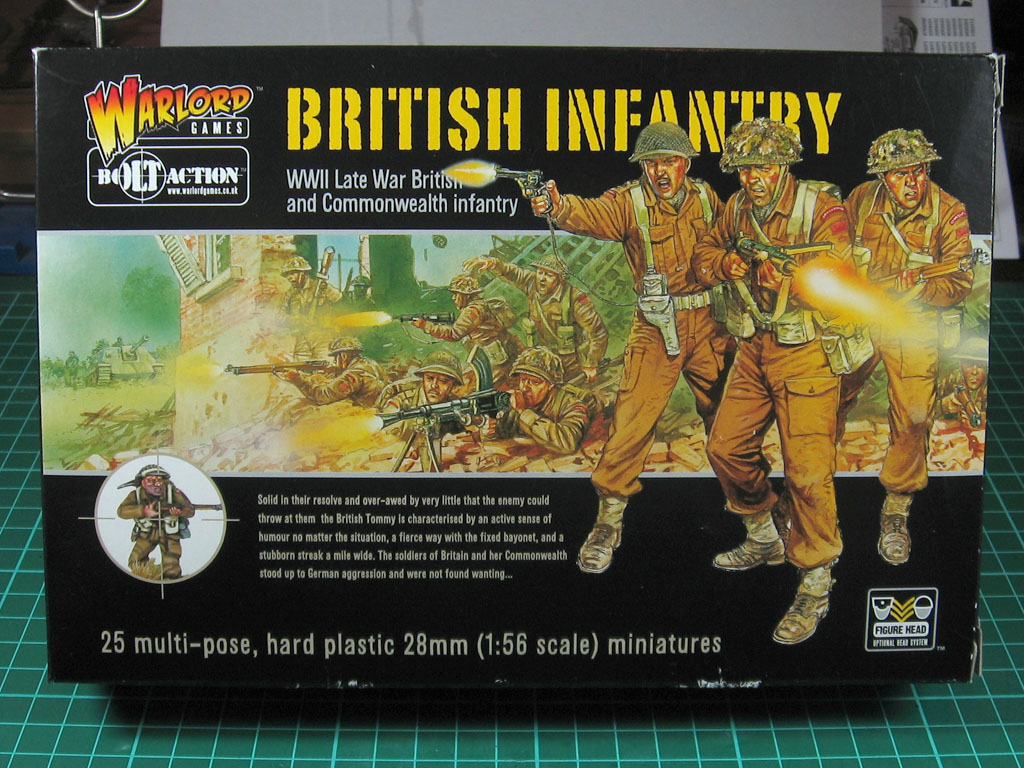 WARLORD
GAMES
™
BOLT ACTION
™
www.warlordgames.co.uk
BRITISH INFANTRY
WWII Late War British
and Commonwealth infantry
Solid in their resolve and over-awed by very little that the enemy could
throw at them the British Tommy is characterised by an active sense of
humour no matter the situation, a fierce way with the fixed bayonet, and a
stubborn streak a mile wide. The soldiers of Britain and her Commonwealth
stood up to German aggression and were not found wanting...
25 multi-pose, hard plastic 28mm (1:56 scale) miniatures
FIGURE HEAD
OPTIONAL HEAD SYSTEM
™